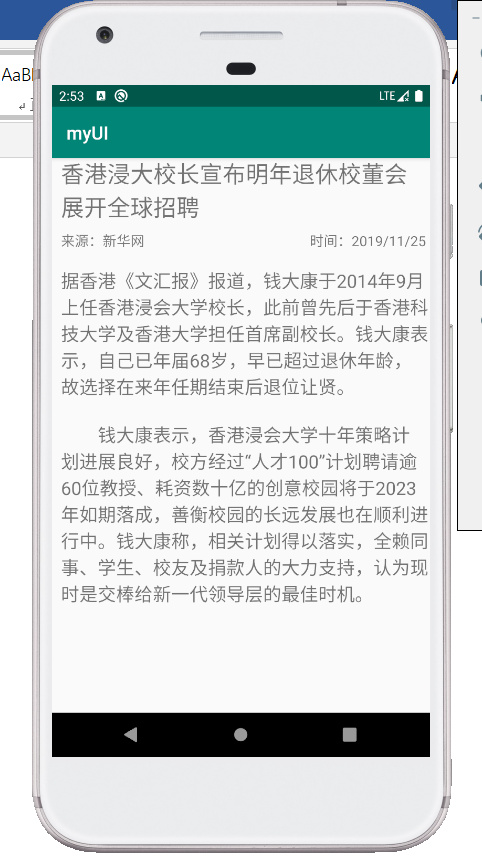 AaB
2:53
LTE
myUI
香港浸大校长宣布明年退休校董会
展开全球招聘
来源：新华网
时间：2019/11/25
据香港《文汇报》报道，钱大康于2014年9月
上任香港浸会大学校长，此前曾先后于香港科
技大学及香港大学担任首席副校长。钱大康表
示，自己已年届68岁，早已超过退休年龄，
故选择在来年任期结束后退位让贤。
钱大康表示，香港浸会大学十年策略计
划进展良好，校方经过“人才100”计划聘请逾
60位教授、耗资数十亿的创意校园将于2023
年如期落成，善衡校园的长远发展也在顺利进
行中。钱大康称，相关计划得以落实，全赖同
事、学生、校友及捐款人的大力支持，认为现
时是交棒给新一代领导层的最佳时机。